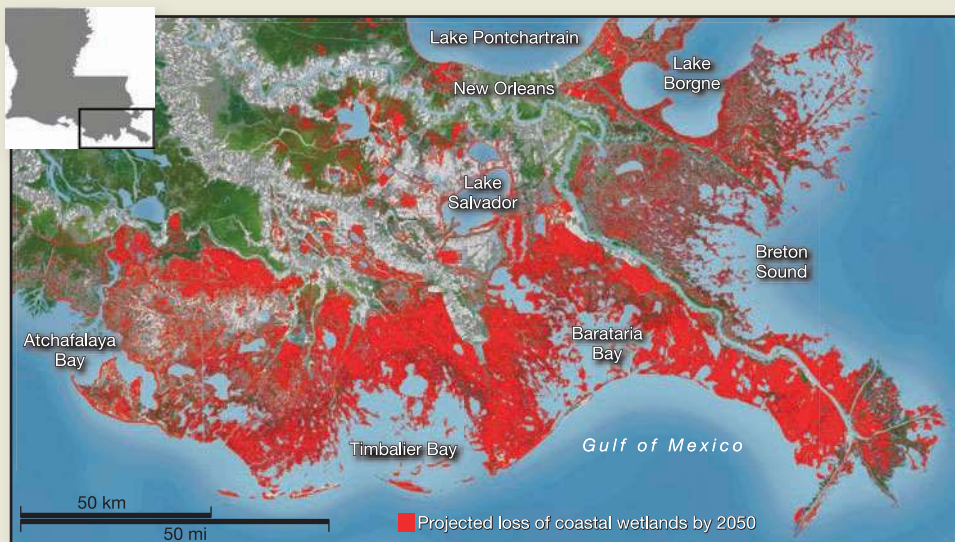 Lake Pontchartrain
Lake
Borgne
New Orleans
Lake
Salvador
Breton
Sound
Atchafalaya
Bay
Barataria
Bay
Timbalier Bay
Gulf of Mexico
50 km
50 mi
Projected loss of coastal wetlands by 2050